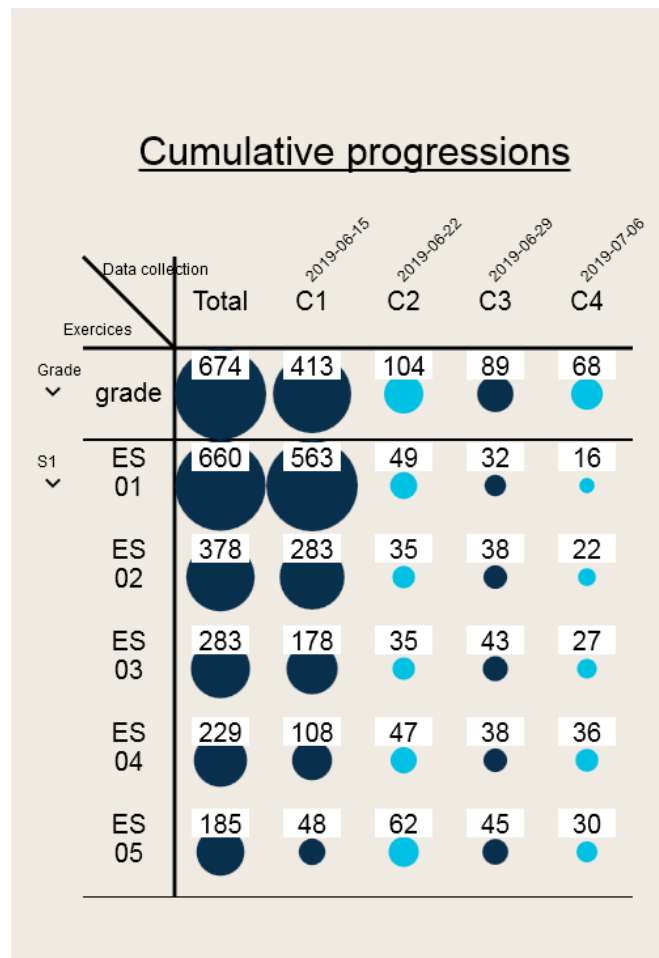 Cumulative progressions
2019-06-15 2019-06-22 2019-06-29 2019-07-06
Data collection
Total C1 C2 C3 C4
Exercices
Grade
grade 674 413 104 89 68
S1
ES 01 660 563 49 32 16
ES 02 378 283 35 38 22
ES 03 283 178 35 43 27
ES 04 229 108 47 38 36
ES 05 185 48 62 45 30